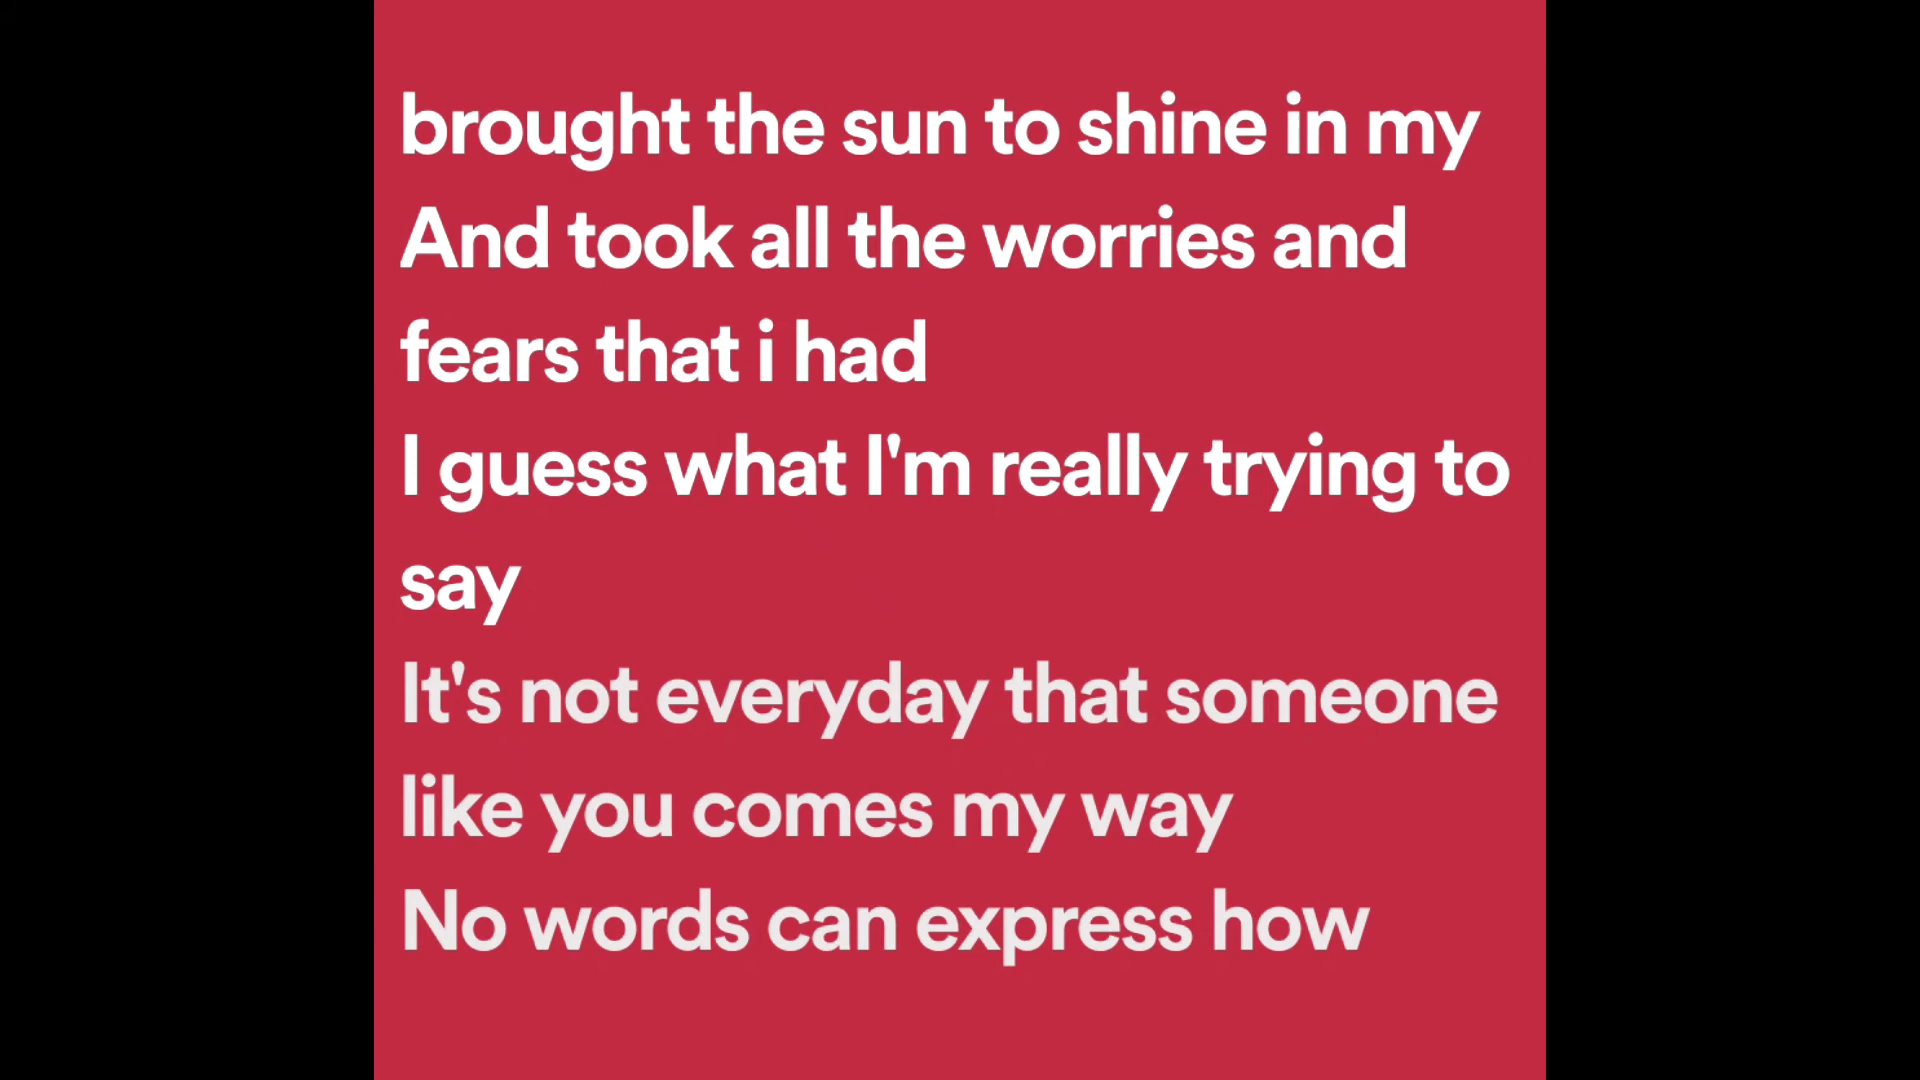 brought the sun to shine in my
And took all the worries and
fears that i had
I guess what I'm really trying to
say
It's not everyday that someone
like you comes my way
No words can express how